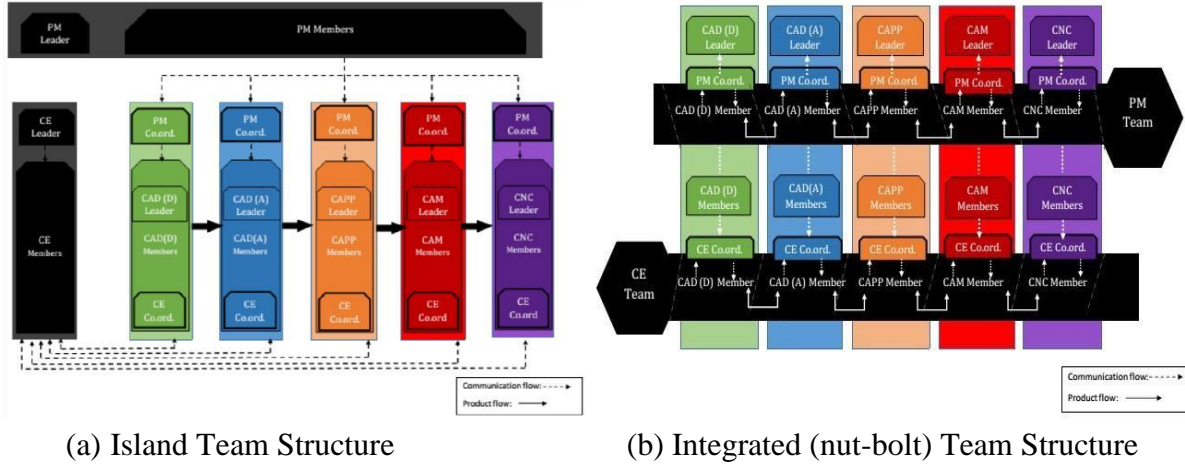 PM
Leader
PM Members
CE
Leader
CE
Members
PM
Co.ord.
CAD (D)
Leader
CAD(D)
Members
CE
Co.ord.
PM
Co.ord.
CAD (A)
Leader
CAD(A)
Members
CE
Co.ord.
PM
Co.ord.
CAPP
Leader
CAPP
Members
CE
Co.ord.
PM
Co.ord.
CAM
Leader
CAM
Members
CE
Co.ord.
PM
Co.ord.
CNC
Leader
CNC
Members
CE
Co.ord
Communication flow:
Product flow:
(a) Island Team Structure
CAD (D)
Leader
CAD (A)
Leader
CAPP
Leader
CAM
Leader
CNC
Leader
PM Co.ord.
PM Co.ord.
PM Co.ord.
PM Co.ord.
PM Co.ord.
CAD (D) Member
CAD (A) Member
CAPP Member
CAM Member
CNC Member
PM
Team
CAD (D)
Members
CAD(A)
Members
CAPP
Members
CAM
Members
CNC
Members
CE Co.ord.
CE Co.ord.
CE Co.ord.
CE Co.ord.
CE Co.ord.
CE
Team
CAD (D) Member
CAD (A) Member
CAPP Member
CAM Member
CNC Member
Communication flow:
Product flow:
(b) Integrated (nut-bolt) Team Structure